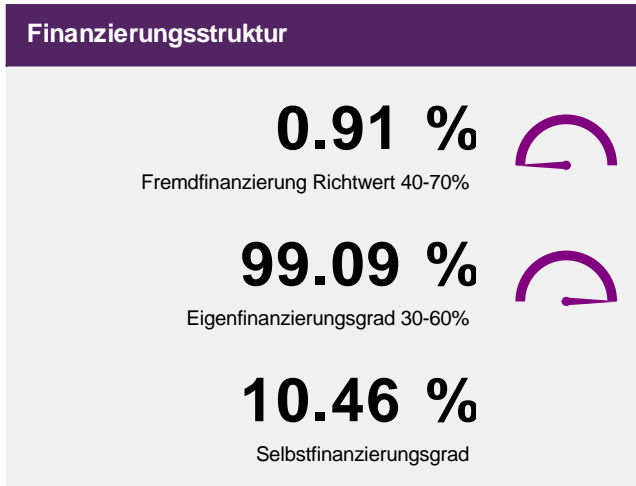 Finanzierungsstruktur
0.91 %
Fremdfinanzierung Richtwert 40-70%
99.09 %
Eigenfinanzierungsgrad 30-60%
10.46 %
Selbstfinanzierungsgrad